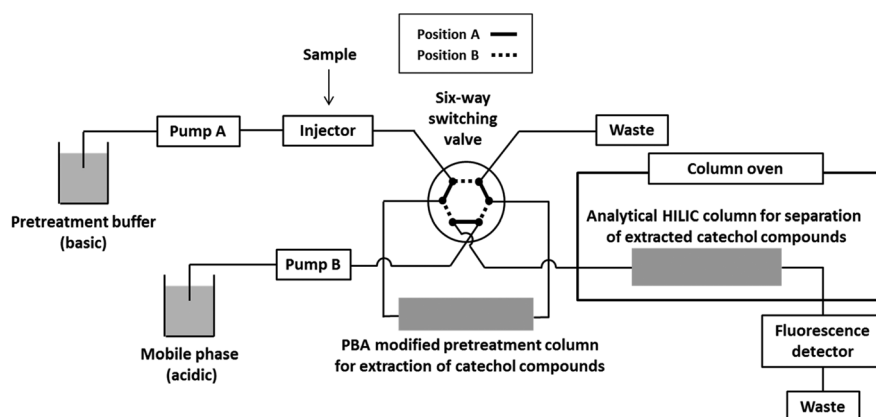 Position A
Position B
Sample
Six-way
switching
valve
Pump A
Injector
Waste
Column oven
Pretreatment buffer
(basic)
Analytical HILIC column for separation
of extracted catechol compounds
Pump B
Mobile phase
(acidic)
PBA modified pretreatment column
for extraction of catechol compounds
Fluorescence
detector
Waste